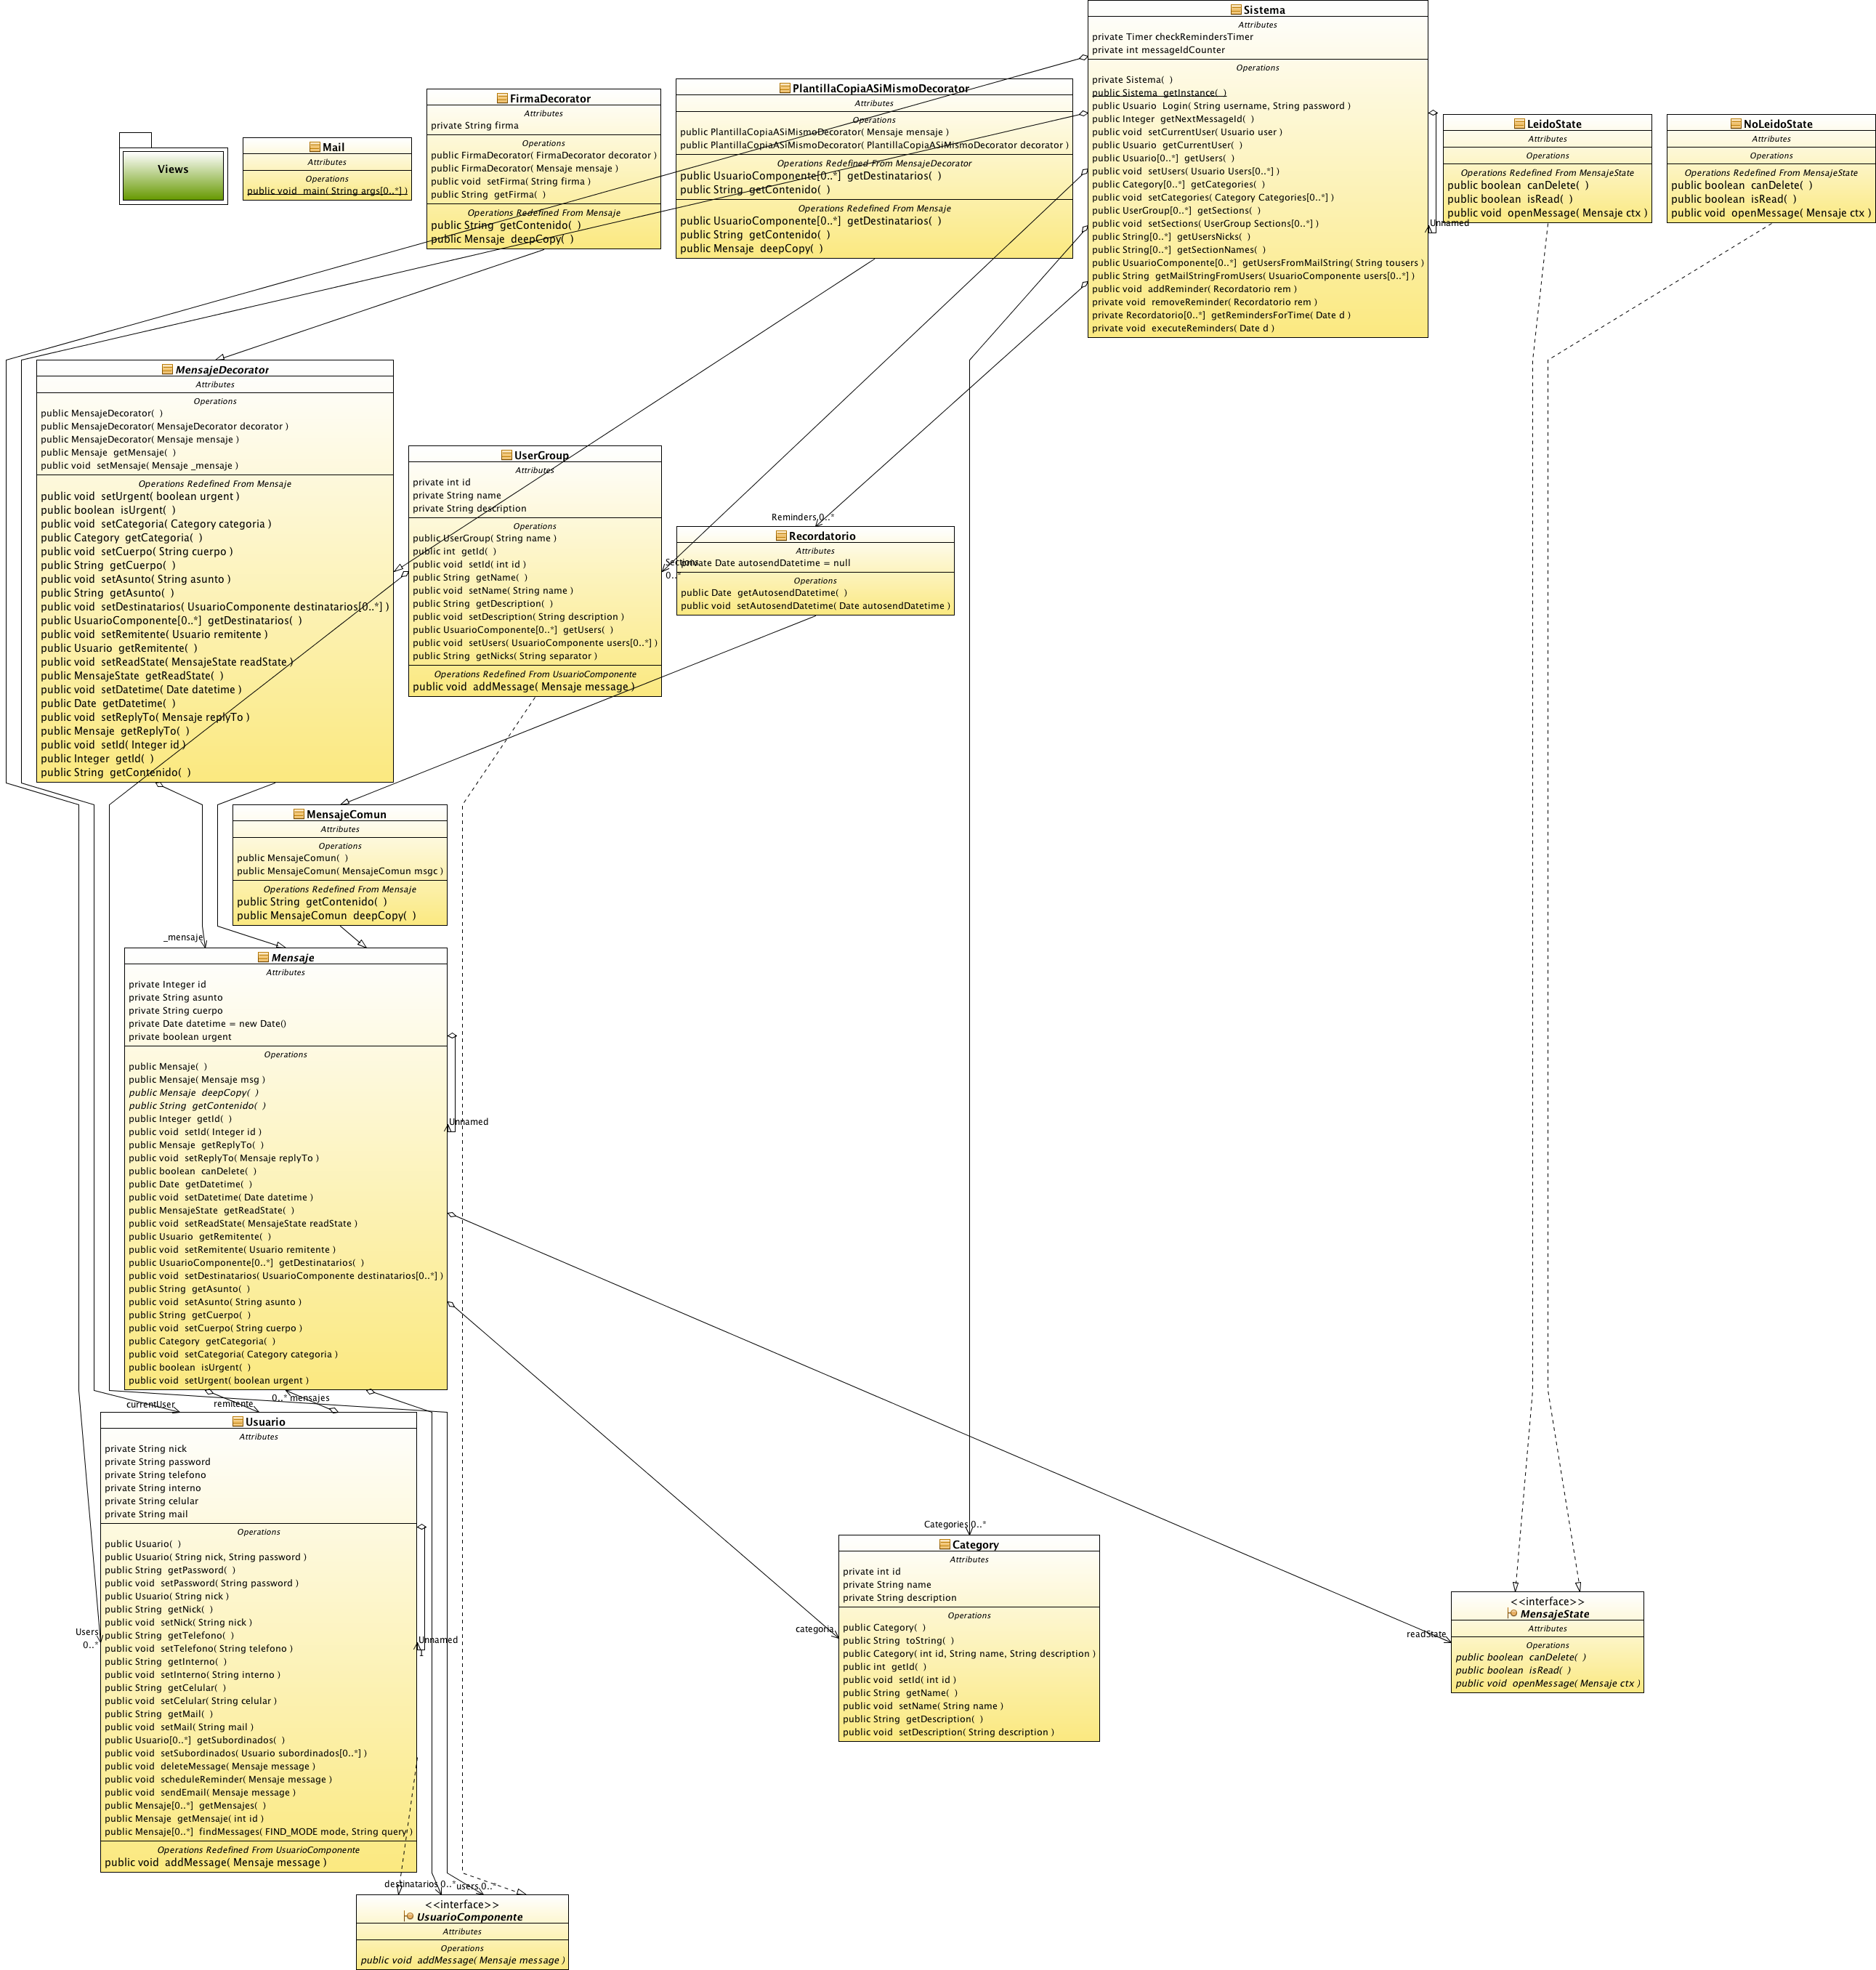 Sistema
Attributes
private Timer checkRemindersTimer
private int messageIdCounter
Operations
private Sistema( )
public Sistema getInstance( )
public Usuario Login( String username, String password )
public Integer getNextMessageId( )
public void setCurrentUser( Usuario user )
public Usuario getCurrentUser( )
public Usuario[0..*] getUsers( )
public void setUsers( Usuario Users[0..*] )
public Category[0..*] getCategories( )
public void setCategories( Category Categories[0..*] )
public UserGroup[0..*] getSections( )
public void setSections( UserGroup Sections[0..*] )
public String[0..*] getUsersNicks( )
public String[0..*] getSectionNames( )
public UsuarioComponente[0..*] getUsersFromMailString( String tousers )
public String getMailStringFromUsers( UsuarioComponente users[0..*] )
public void addReminder( Recordatorio rem )
private void removeReminder( Recordatorio rem )
private Recordatorio[0..*] getRemindersForTime( Date d )
private void executeReminders( Date d )
Unnamed
Views
Mail
Attributes
Operations
public void main( String args[0..*] )
FirmaDecorator
Attributes
private String firma
Operations
public FirmaDecorator( FirmaDecorator decorator )
public FirmaDecorator( Mensaje mensaje )
public void setFirma( String firma )
public String getFirma( )
Operations Redefined From Mensaje
public String getContenido( )
public Mensaje deepCopy( )
PlantillaCopiaASiMismoDecorator
Attributes
Operations
public PlantillaCopiaASiMismoDecorator( Mensaje mensaje )
public PlantillaCopiaASiMismoDecorator( PlantillaCopiaASiMismoDecorator decorator )
Operations Redefined From MensajeDecorator
public UsuarioComponente[0..*] getDestinatarios( )
public String getContenido( )
Operations Redefined From Mensaje
public UsuarioComponente[0..*] getDestinatarios( )
public String getContenido( )
public Mensaje deepCopy( )
LeidoState
Attributes
Operations
Operations Redefined From MensajeState
public boolean canDelete( )
public boolean isRead( )
public void openMessage( Mensaje ctx )
NoLeidoState
Attributes
Operations
Operations Redefined From MensajeState
public boolean canDelete( )
public boolean isRead( )
public void openMessage( Mensaje ctx )
MensajeDecorator
Attributes
Operations
public MensajeDecorator( )
public MensajeDecorator( MensajeDecorator decorator )
public MensajeDecorator( Mensaje mensaje )
public Mensaje getMensaje( )
public void setMensaje( Mensaje _mensaje )
Operations Redefined From Mensaje
public void setUrgent( boolean urgent )
public boolean isUrgent( )
public void setCategoria( Category categoria )
public Category getCategoria( )
public void setCuerpo( String cuerpo )
public String getCuerpo( )
public void setAsunto( String asunto )
public String getAsunto( )
public void setDestinatarios( UsuarioComponente destinatarios[0..*] )
public UsuarioComponente[0..*] getDestinatarios( )
public void setRemitente( Usuario remitente )
public Usuario getRemitente( )
public void setReadState( MensajeState readState )
public MensajeState getReadState( )
public void setDatetime( Date datetime )
public Date getDatetime( )
public void setReplyTo( Mensaje replyTo )
public Mensaje getReplyTo( )
public void setId( Integer id )
public Integer getId( )
public String getContenido( )
UserGroup
Attributes
private int id
private String name
private String description
Operations
public UserGroup( String name )
public int getId( )
public void setId( int id )
public String getName( )
public void setName( String name )
public String getDescription( )
public void setDescription( String description )
public UsuarioComponente[0..*] getUsers( )
public void setUsers( UsuarioComponente users[0..*] )
public String getNicks( String separator )
Operations Redefined From UsuarioComponente
public void addMessage( Mensaje message )
Sections
0..*
Reminders 0..*
Recordatorio
Attributes
private Date autosendDatetime = null
Operations
public Date getAutosendDatetime( )
public void setAutosendDatetime( Date autosendDatetime )
MensajeComun
Attributes
Operations
public MensajeComun( )
public MensajeComun( MensajeComun msgc )
Operations Redefined From Mensaje
public String getContenido( )
public MensajeComun deepCopy( )
_mensaje
Mensaje
Attributes
private Integer id
private String asunto
private String cuerpo
private Date datetime = new Date()
private boolean urgent
Operations
public Mensaje( )
public Mensaje( Mensaje msg )
public Mensaje deepCopy( )
public String getContenido( )
public Integer getId( )
public void setId( Integer id )
public Mensaje getReplyTo( )
public void setReplyTo( Mensaje replyTo )
public boolean canDelete( )
public Date getDatetime( )
public void setDatetime( Date datetime )
public MensajeState getReadState( )
public void setReadState( MensajeState readState )
public Usuario getRemitente( )
public void setRemitente( Usuario remitente )
public UsuarioComponente[0..*] getDestinatarios( )
public void setDestinatarios( UsuarioComponente destinatarios[0..*] )
public String getAsunto( )
public void setAsunto( String asunto )
public String getCuerpo( )
public void setCuerpo( String cuerpo )
public Category getCategoria( )
public void setCategoria( Category categoria )
public boolean isUrgent( )
public void setUrgent( boolean urgent )
Unnamed
currentUser
remitente
0..* mensajes
Usuario
Attributes
private String nick
private String password
private String telefono
private String interno
private String celular
private String mail
Operations
public Usuario( )
public Usuario( String nick, String password )
public String getPassword( )
public void setPassword( String password )
public Usuario( String nick )
public String getNick( )
public void setNick( String nick )
public String getTelefono( )
public void setTelefono( String telefono )
public String getInterno( )
public void setInterno( String interno )
public String getCelular( )
public void setCelular( String celular )
public String getMail( )
public void setMail( String mail )
public Usuario[0..*] getSubordinados( )
public void setSubordinados( Usuario subordinados[0..*] )
public void deleteMessage( Mensaje message )
public void scheduleReminder( Mensaje message )
public void sendEmail( Mensaje message )
public Mensaje[0..*] getMensajes( )
public Mensaje getMensaje( int id )
public Mensaje[0..*] findMessages( FIND_MODE mode, String query )
Operations Redefined From UsuarioComponente
public void addMessage( Mensaje message )
Users
0..*
Unnamed
1
Categories 0..*
categoria
Category
Attributes
private int id
private String name
private String description
Operations
public Category( )
public String toString( )
public Category( int id, String name, String description )
public int getId( )
public void setId( int id )
public String getName( )
public void setName( String name )
public String getDescription( )
public void setDescription( String description )
readState
<<interface>>
MensajeState
Attributes
Operations
public boolean canDelete( )
public boolean isRead( )
public void openMessage( Mensaje ctx )
destinatarios 0..*
users 0..*
<<interface>>
UsuarioComponente
Attributes
Operations
public void addMessage( Mensaje message )